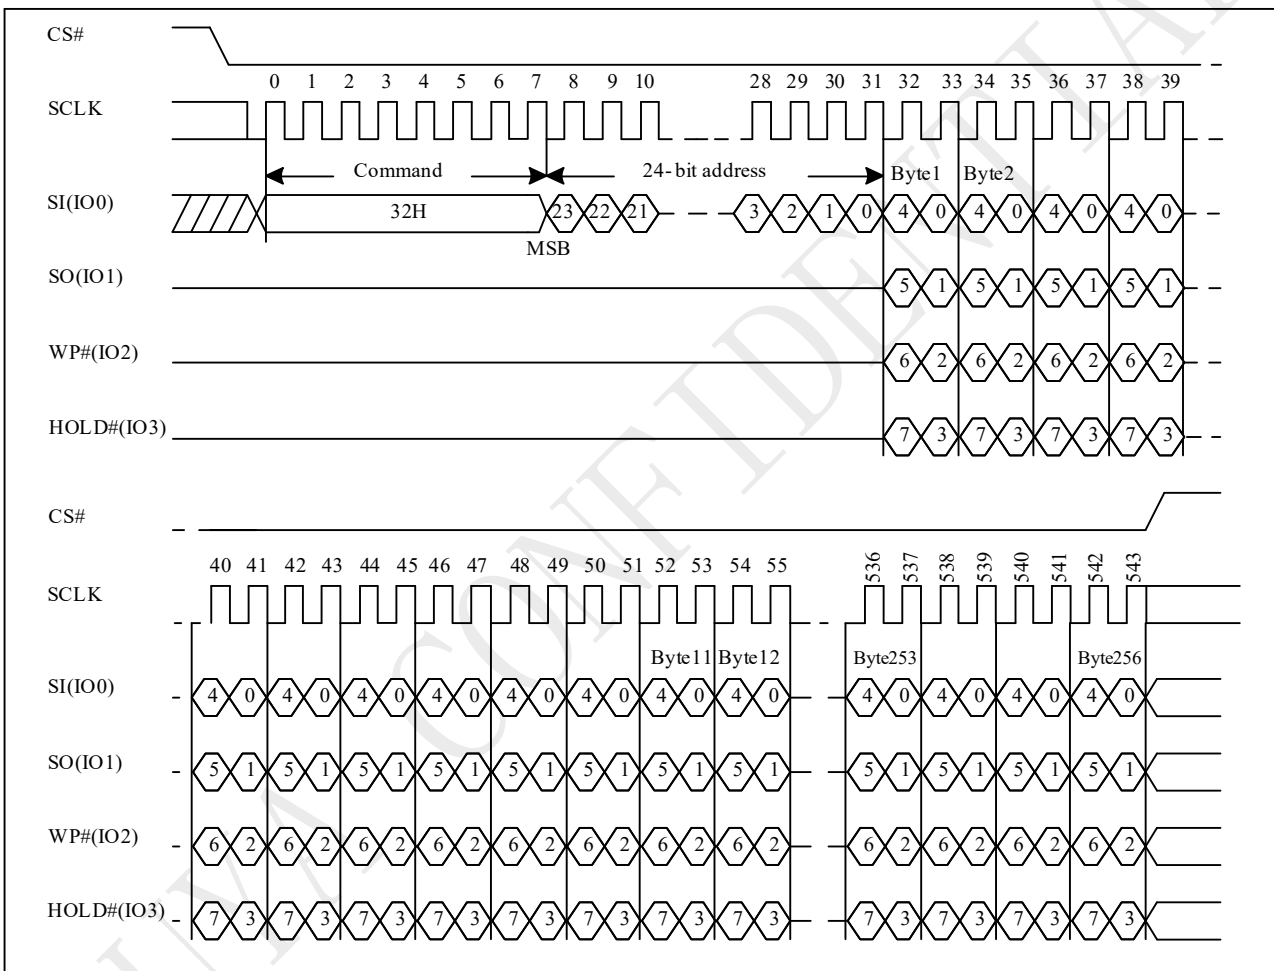 CS#
0 1 2 3 4 5 6 7 8 9 10 28 29 30 31 32 33 34 35 36 37 38 39
SCLK
Command 24-bit address Byte1 Byte2
SI(IO0) 32H 23 22 21 3 2 1 0 4 0 4 0 4 0 4 0
MSB
SO(IO1) 5 1 5 1 5 1 5 1
WP#(IO2) 6 2 6 2 6 2 6 2
HOLD#(IO3) 7 3 7 3 7 3 7 3
CS#
40 41 42 43 44 45 46 47 48 49 50 51 52 53 54 55 536 537 538 539 540 541 542 543
SCLK
Byte11 Byte12 Byte253 Byte256
SI(IO0) 4 0 4 0 4 0 4 0 4 0 4 0 4 0 4 0 4 0 4 0 4 0 4 0
SO(IO1) 5 1 5 1 5 1 5 1 5 1 5 1 5 1 5 1 5 1 5 1 5 1 5 1
WP#(IO2) 6 2 6 2 6 2 6 2 6 2 6 2 6 2 6 2 6 2 6 2 6 2 6 2
HOLD#(IO3) 7 3 7 3 7 3 7 3 7 3 7 3 7 3 7 3 7 3 7 3 7 3 7 3